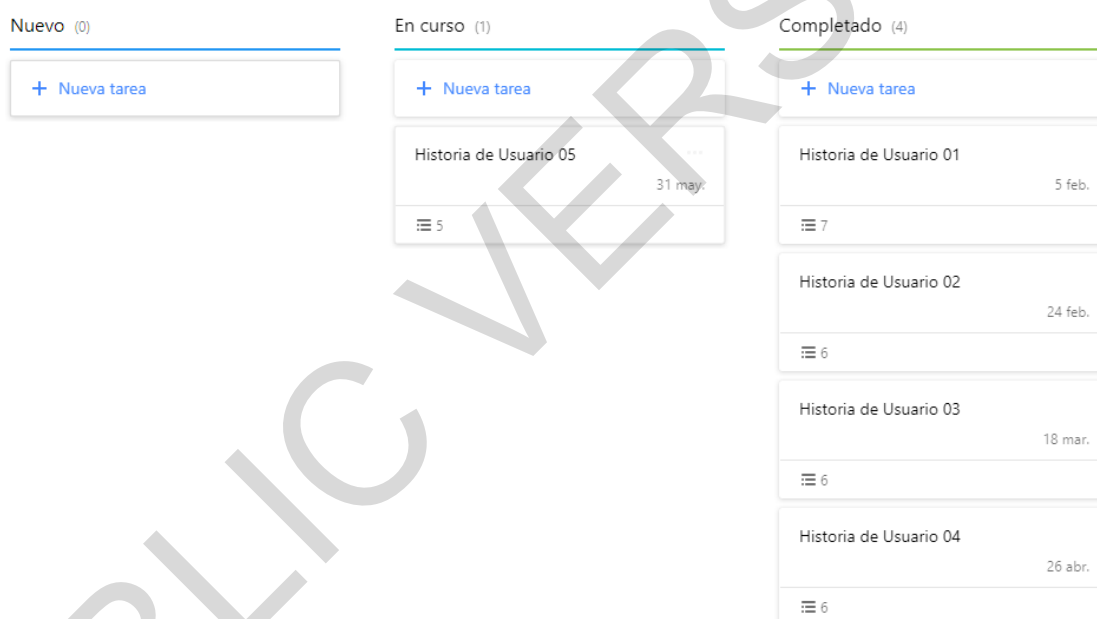 Nuevo (0)
+ Nueva tarea
En curso (1)
+ Nueva tarea
Historia de Usuario 05
31 may.
5
Completado (4)
+ Nueva tarea
Historia de Usuario 01
5 feb.
7
Historia de Usuario 02
24 feb.
6
Historia de Usuario 03
18 mar.
6
Historia de Usuario 04
26 abr.
6
BLIC VERS